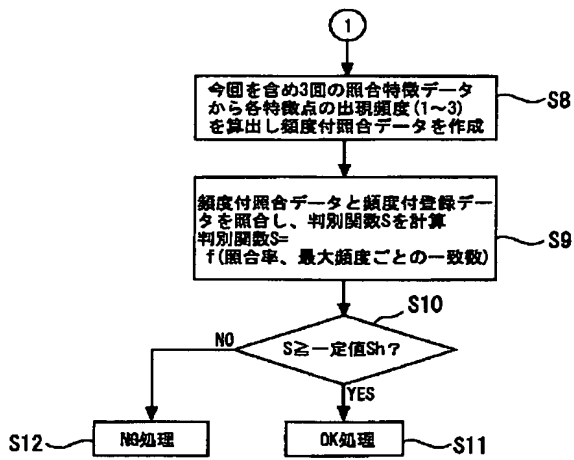 1
今回を含め3回の照合特徴データ
から各特徴点の出現頻度(1〜3)
を算出し頻度付照合データを作成
S8
頻度付照合データと頻度付登録デー
タを照合し、判別関数Sを計算
判別関数S=
f(照合率、最大頻度ごとの一致数)
S9
S10
S≧一定値Sh?
NO
YES
S12
NG処理
OK処理
S11